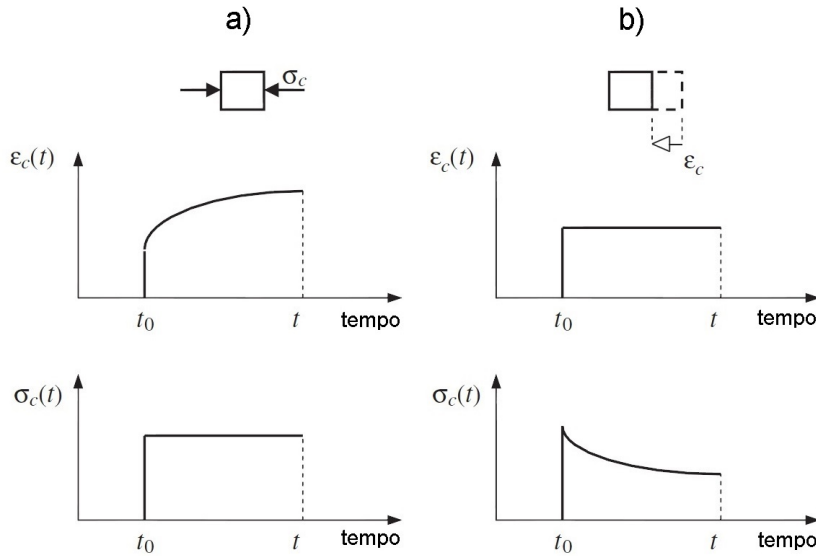 a)
b)
σc
εc
εc(t)
t0
t
tempo
εc(t)
t0
t
tempo
σc(t)
t0
t
tempo
σc(t)
t0
t
tempo